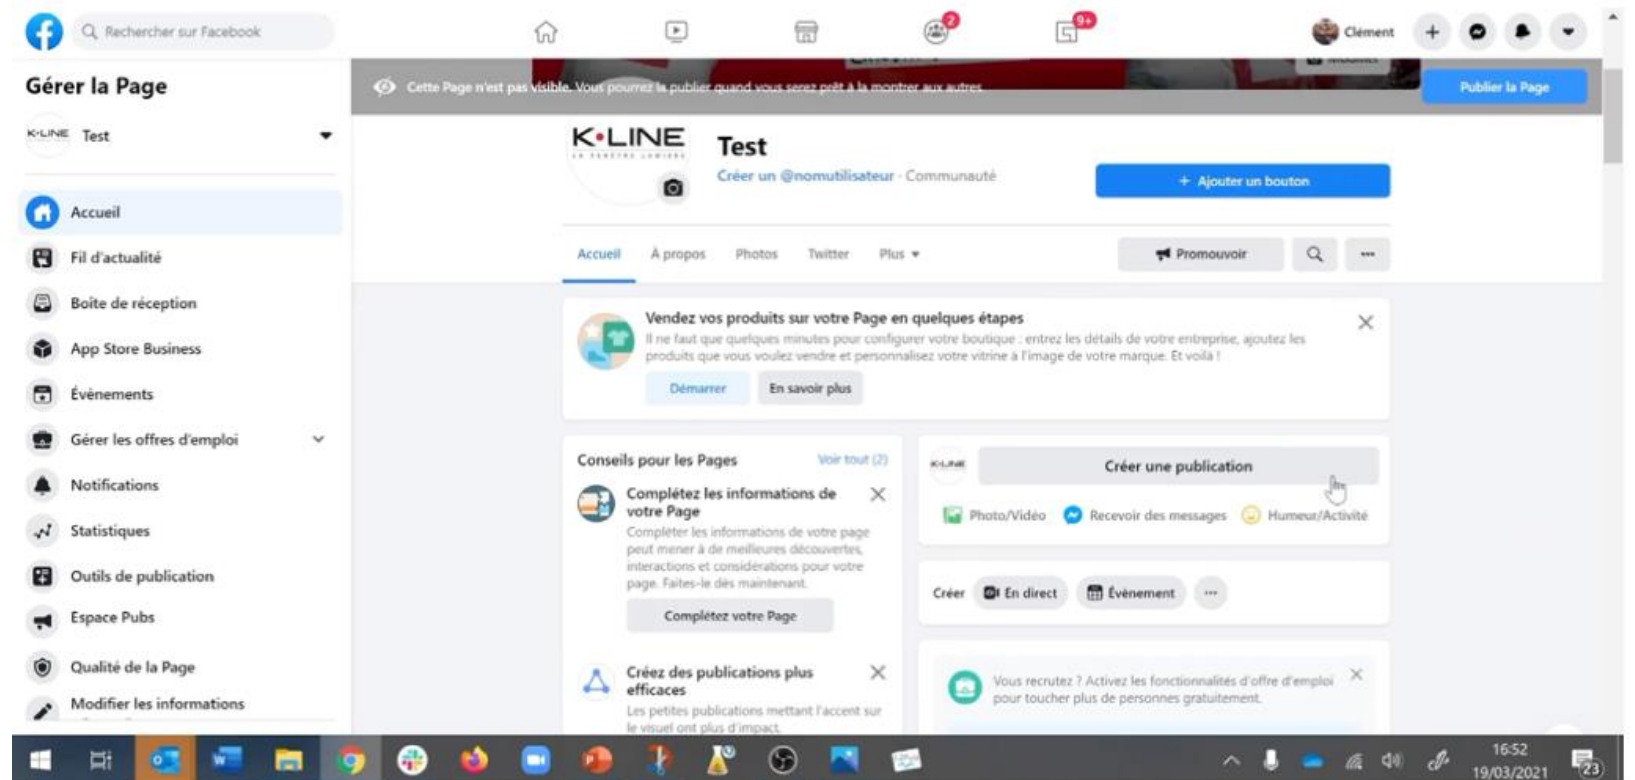 Rechercher sur Facebook
2
9+
Clément
Gérer la Page
Cette Page n'est pas visible. Vous pourrez la publier quand vous serez prêt à la montrer aux autres.
Modifier
Publier la Page
K-LINE
Test
K•LINE
LA FENÊTRE LUMIÈRE
Test
Créer un @nomutilisateur · Communauté
+ Ajouter un bouton
Accueil
Fil d'actualité
Boîte de réception
App Store Business
Évènements
Gérer les offres d'emploi
Notifications
Statistiques
Outils de publication
Espace Pubs
Qualité de la Page
Modifier les informations
Accueil
À propos
Photos
Twitter
Plus
Promouvoir
Vendez vos produits sur votre Page en quelques étapes
Il ne faut que quelques minutes pour configurer votre boutique : entrez les détails de votre entreprise, ajoutez les
produits que vous voulez vendre et personnalisez votre vitrine à l'image de votre marque. Et voilà !
Démarrer
En savoir plus
Conseils pour les Pages
Voir tout (2)
Complétez les informations de
votre Page
Compléter les informations de votre page
peut mener à de meilleures découvertes,
interactions et considérations pour votre
page. Faites-le dès maintenant.
Complétez votre Page
Créez des publications plus
efficaces
Les petites publications mettant l'accent sur
le visuel ont plus d'impact.
K-LINE
Créer une publication
Photo/Vidéo
Recevoir des messages
Humeur/Activité
Créer
En direct
Évènement
Vous recrutez ? Activez les fonctionnalités d'offre d'emploi
pour toucher plus de personnes gratuitement.
16:52
19/03/2021
23